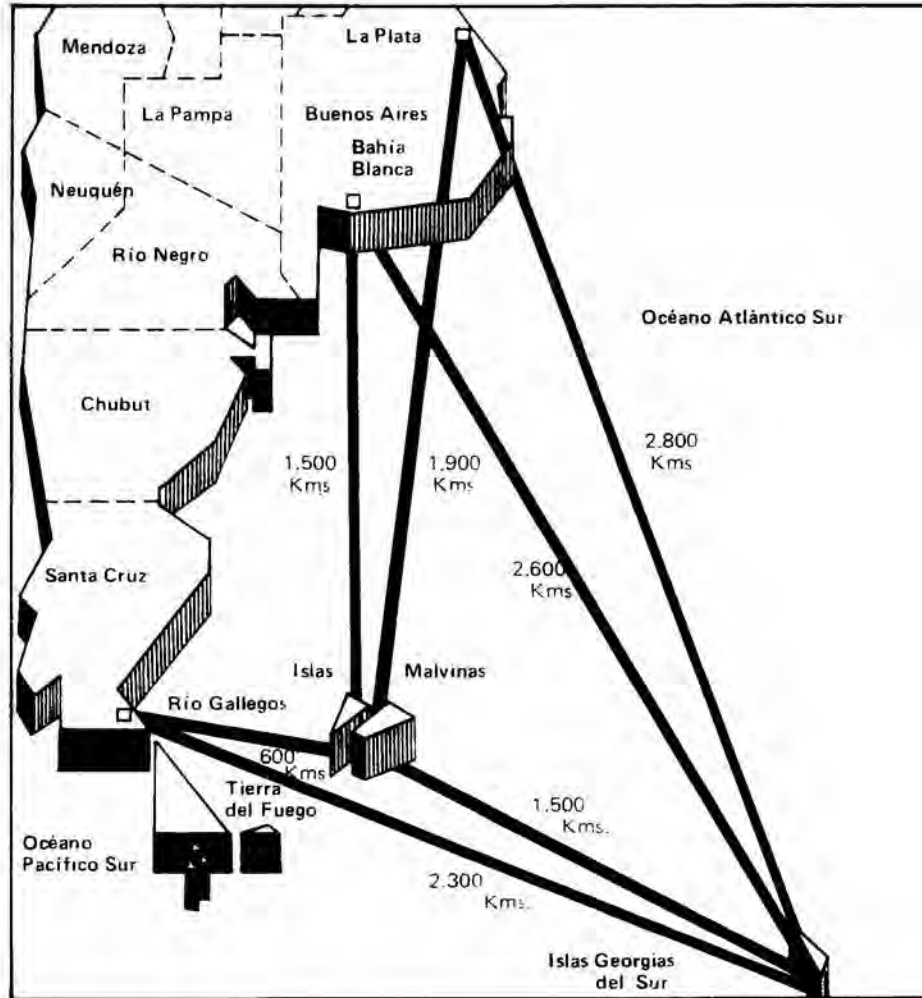 La Plata
Mendoza
La Pampa
Buenos Aires
Bahía
Blanca
Neuquén
Río Negro
Océano Atlántico Sur
Chubut
2.800
Kms
1.500
Kms
1.900
Kms
2.600
Kms
Santa Cruz
Islas
Malvinas
Río Gallegos
600
Kms
Tierra
del Fuego
1.500
Kms.
Océano
Pacífico Sur
2.300
Kms.
Islas Georgias
del Sur